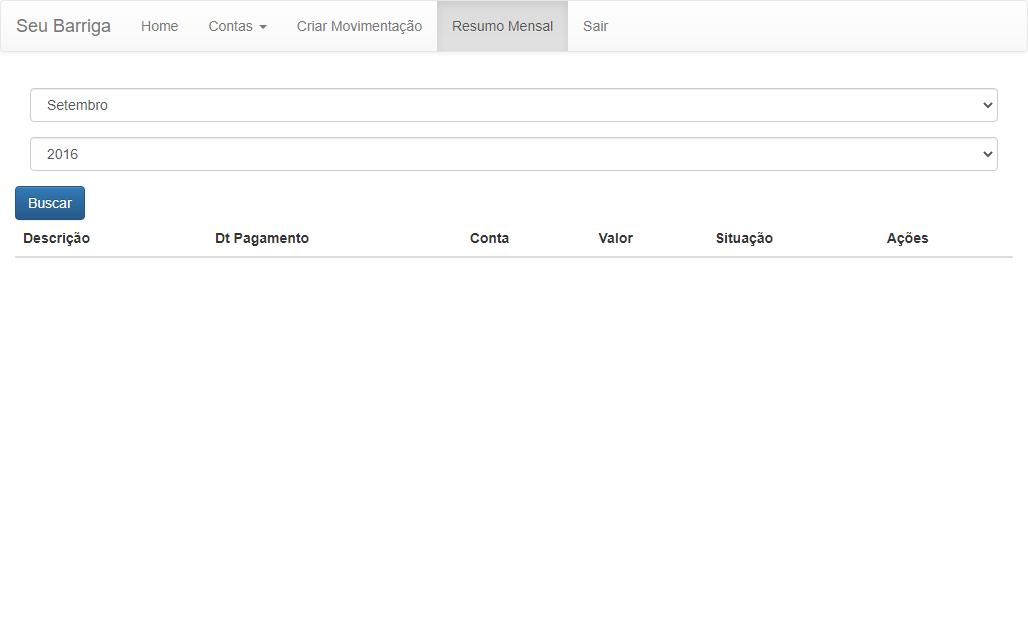 Seu Barriga Home Contas Criar Movimentação Resumo Mensal Sair
Setembro
2016
Buscar
Descrição Dt Pagamento Conta Valor Situação Ações